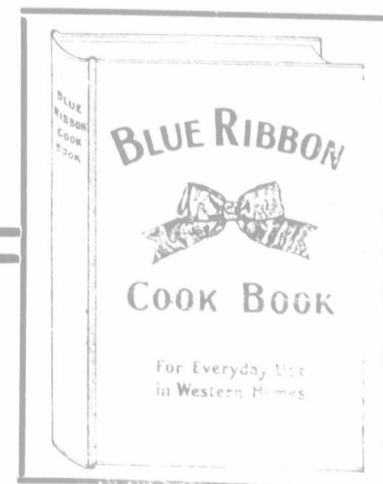 BLUE
RIBBON
COOK
BOOK
BLUE RIBBON
COOK BOOK
For Everyday Use
in Western Homes